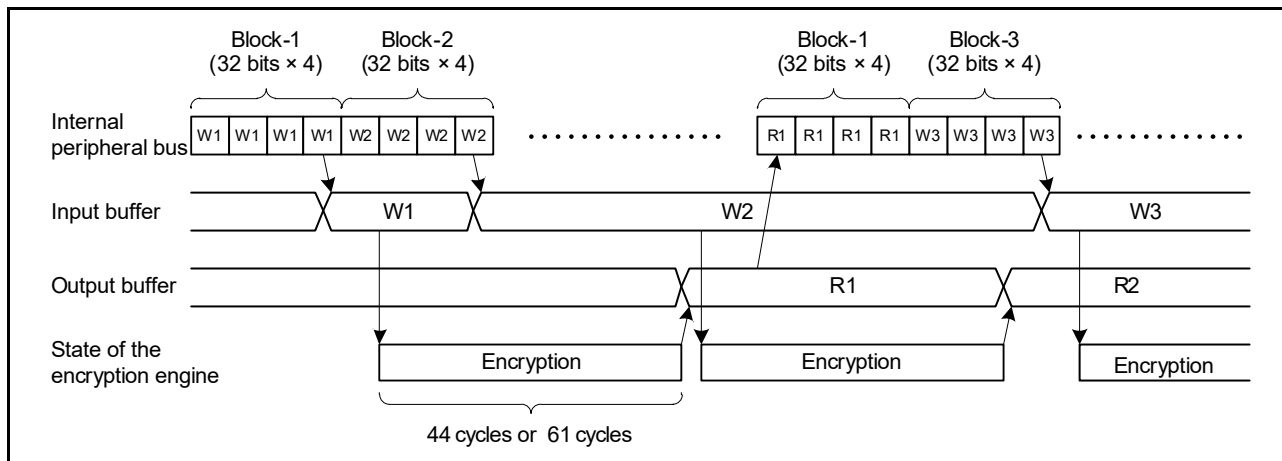 Block-1
(32 bits × 4)
Block-2
(32 bits × 4)
Block-1
(32 bits × 4)
Block-3
(32 bits × 4)
Internal
peripheral bus
W1 W1 W1 W1 W2 W2 W2 W2 R1 R1 R1 R1 W3 W3 W3 W3
Input buffer W1 W2 W3
Output buffer R1 R2
State of the
encryption engine
Encryption Encryption Encryption
44 cycles or 61 cycles